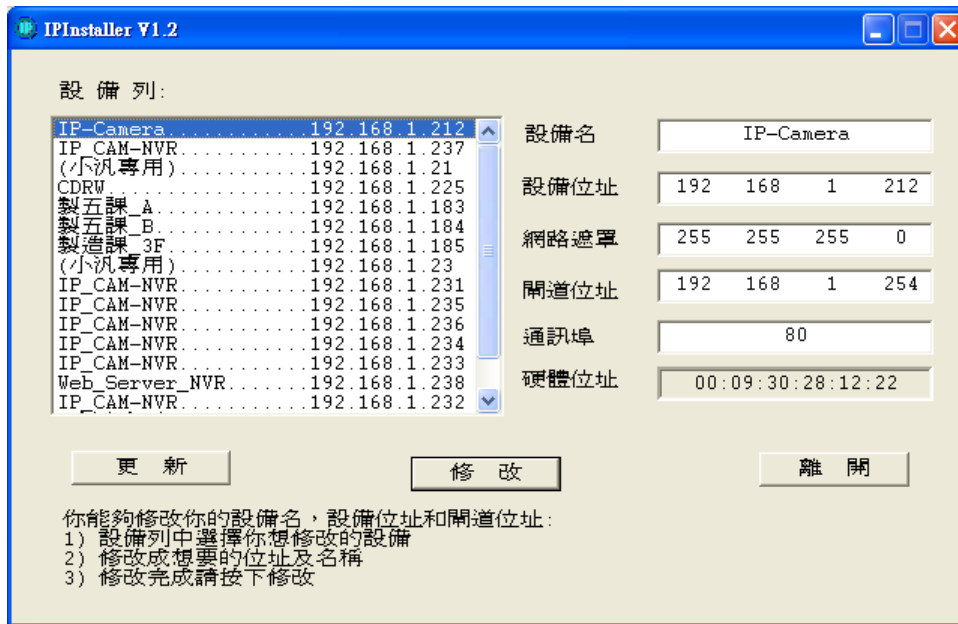 IPInstaller V1.2
設 備 列:
IP-Camera............192.168.1.212
IP_CAM-NVR...........192.168.1.237
(小汎專用)...........192.168.1.21
CDRW.................192.168.1.225
製五課_A.............192.168.1.183
製五課_B.............192.168.1.184
製造課_3F............192.168.1.185
(小汎專用)...........192.168.1.23
IP_CAM-NVR...........192.168.1.231
IP_CAM-NVR...........192.168.1.235
IP_CAM-NVR...........192.168.1.236
IP_CAM-NVR...........192.168.1.234
IP_CAM-NVR...........192.168.1.233
Web_Server_NVR.......192.168.1.238
IP_CAM-NVR...........192.168.1.232
設備名 IP-Camera
設備位址 192 168 1 212
網路遮罩 255 255 255 0
閘道位址 192 168 1 254
通訊埠 80
硬體位址 00:09:30:28:12:22
更 新
修 改
離 開
你能夠修改你的設備名,設備位址和閘道位址:
1) 設備列中選擇你想修改的設備
2) 修改成想要的位址及名稱
3) 修改完成請按下修改